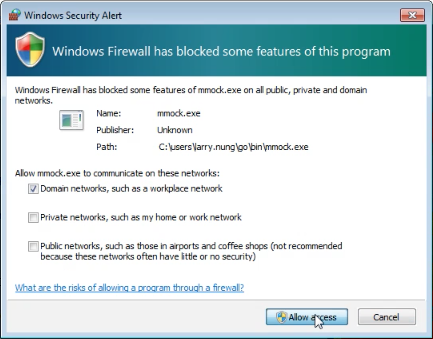 Windows Security Alert
Windows Firewall has blocked some features of this program
Windows Firewall has blocked some features of mmock.exe on all public, private and domain
networks.
Name: mmock.exe
Publisher: Unknown
Path: C:\users\larry.nung\go\bin\mmock.exe
Allow mmock.exe to communicate on these networks:
Domain networks, such as a workplace network
Private networks, such as my home or work network
Public networks, such as those in airports and coffee shops (not recommended
because these networks often have little or no security)
What are the risks of allowing a program through a firewall?
Allow access Cancel